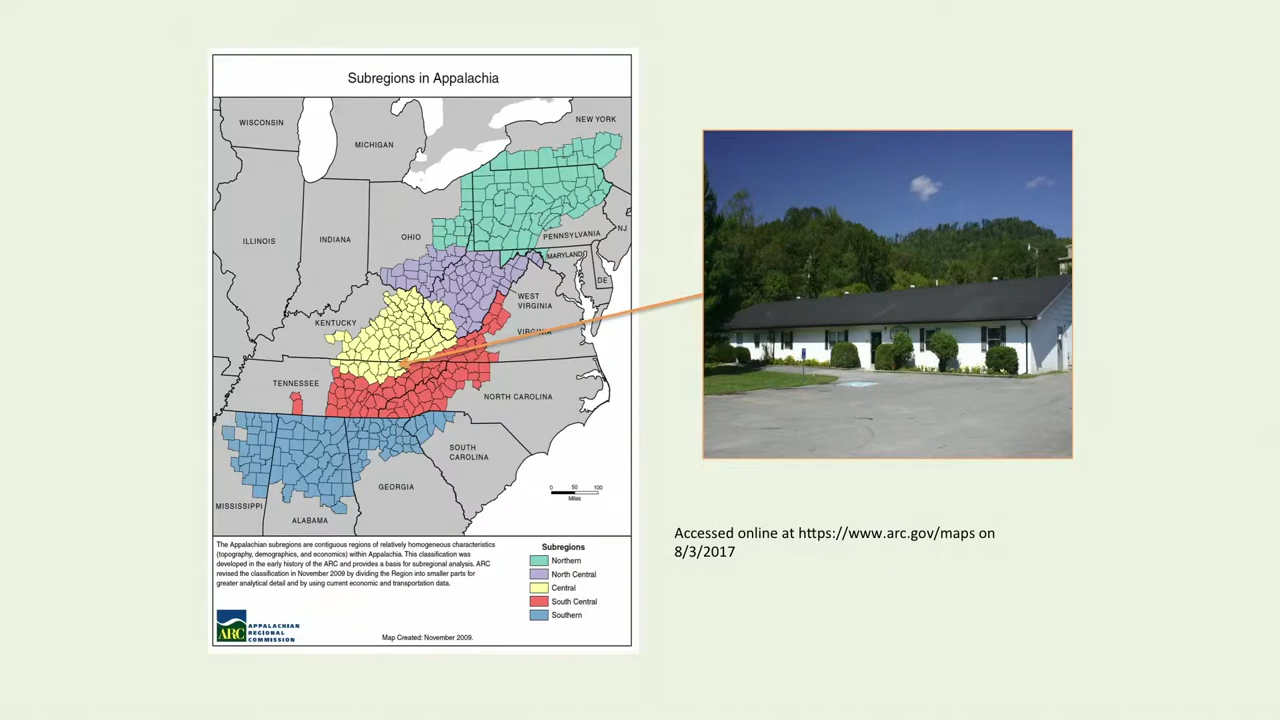 Subregions in Appalachia
WISCONSIN
NEW YORK
MICHIGAN
ILLINOIS
INDIANA
OHIO
PENNSYLVANIA
NJ
MARYLAND
DE
WEST
VIRGINIA
KENTUCKY
VIRGINIA
TENNESSEE
NORTH CAROLINA
SOUTH
CAROLINA
GEORGIA
MISSISSIPPI
ALABAMA
0 50 100
Miles
The Appalachian subregions are contiguous regions of relatively homogeneous characteristics
(topography, demographics, and economics) within Appalachia. This classification was
developed in the early history of the ARC and provides a basis for subregional analysis. ARC
revised the classification in November 2009 by dividing the Region into smaller parts for
greater analytical detail and by using current economic and transportation data.
Subregions
Northern
North Central
Central
South Central
Southern
ARC
APPALACHIAN
REGIONAL
COMMISSION
Map Created: November 2009.
Accessed online at https://www.arc.gov/maps on
8/3/2017